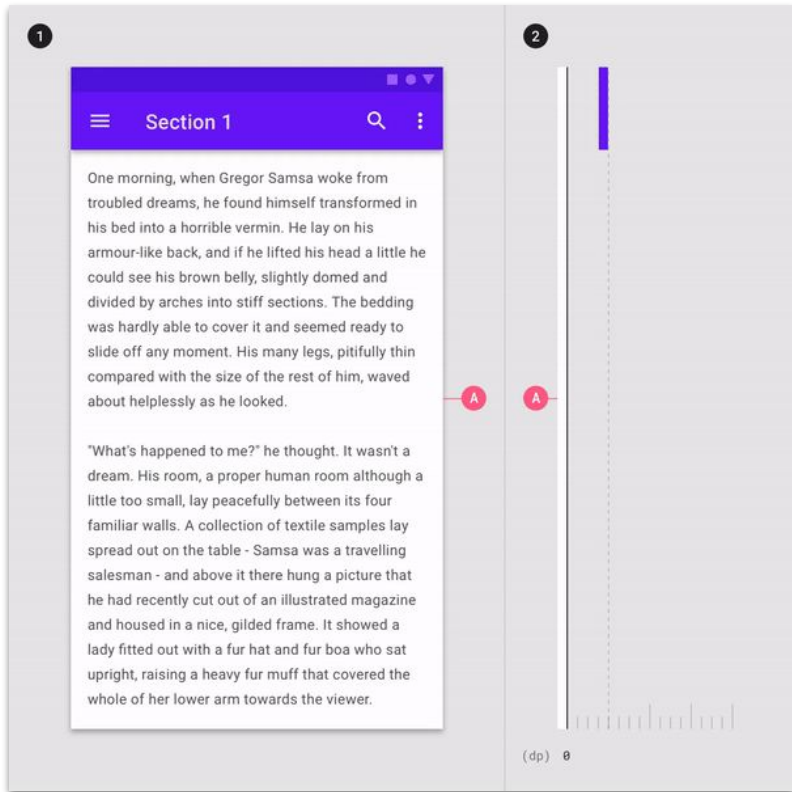 1
Section 1
One morning, when Gregor Samsa woke from
troubled dreams, he found himself transformed in
his bed into a horrible vermin. He lay on his
armour-like back, and if he lifted his head a little he
could see his brown belly, slightly domed and
divided by arches into stiff sections. The bedding
was hardly able to cover it and seemed ready to
slide off any moment. His many legs, pitifully thin
compared with the size of the rest of him, waved
about helplessly as he looked.
A
"What's happened to me?" he thought. It wasn't a
dream. His room, a proper human room although a
little too small, lay peacefully between its four
familiar walls. A collection of textile samples lay
spread out on the table - Samsa was a travelling
salesman - and above it there hung a picture that
he had recently cut out of an illustrated magazine
and housed in a nice, gilded frame. It showed a
lady fitted out with a fur hat and fur boa who sat
upright, raising a heavy fur muff that covered the
whole of her lower arm towards the viewer.
2
A
(dp) 0